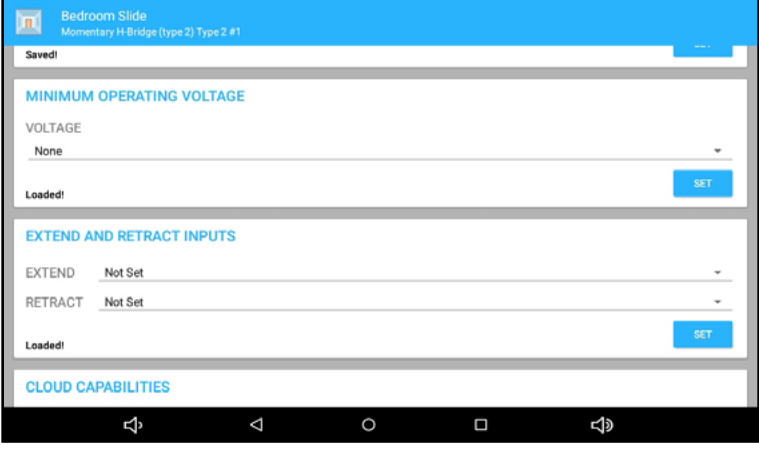 Bedroom Slide
Momentary H-Bridge (type 2) Type 2 #1
Saved!
MINIMUM OPERATING VOLTAGE
VOLTAGE
None
SET
Loaded!
EXTEND AND RETRACT INPUTS
EXTEND Not Set
RETRACT Not Set
SET
Loaded!
CLOUD CAPABILITIES